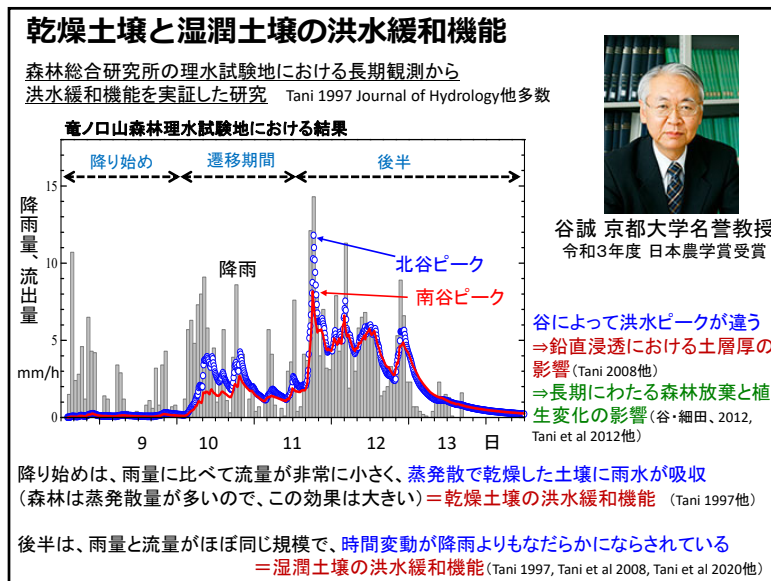 乾燥土壌と湿潤土壌の洪水緩和機能
森林総合研究所の理水試験地における長期観測から
洪水緩和機能を実証した研究 Tani 1997 Journal of Hydrology他多数
竜ノ口山森林理水試験地における結果
降り始め 遷移期間 後半
15
10
5
0
降雨量、流出量
mm/h
降雨
北谷ピーク
南谷ピーク
9 10 11 12 13 日
谷誠 京都大学名誉教授
令和3年度 日本農学賞受賞
谷によって洪水ピークが違う
⇒鉛直浸透における土層厚の
影響(Tani 2008他)
⇒長期にわたる森林放棄と植
生変化の影響(谷・細田、2012,
Tani et al 2012他)
降り始めは、雨量に比べて流量が非常に小さく、蒸発散で乾燥した土壌に雨水が吸収
(森林は蒸発散量が多いので、この効果は大きい)=乾燥土壌の洪水緩和機能 (Tani 1997他)
後半は、雨量と流量がほぼ同じ規模で、時間変動が降雨よりもなだらかにならされている
=湿潤土壌の洪水緩和機能(Tani 1997, Tani et al 2008, Tani et al 2020他)